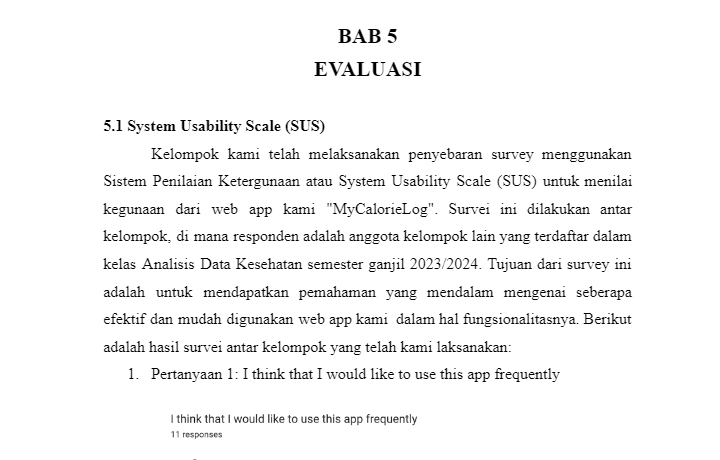 BAB 5
EVALUASI
5.1 System Usability Scale (SUS)
Kelompok kami telah melaksanakan penyebaran survey menggunakan
Sistem Penilaian Ketergunaan atau System Usability Scale (SUS) untuk menilai
kegunaan dari web app kami "MyCalorieLog". Survei ini dilakukan antar
kelompok, di mana responden adalah anggota kelompok lain yang terdaftar dalam
kelas Analisis Data Kesehatan semester ganjil 2023/2024. Tujuan dari survey ini
adalah untuk mendapatkan pemahaman yang mendalam mengenai seberapa
efektif dan mudah digunakan web app kami  dalam hal fungsionalitasnya. Berikut
adalah hasil survei antar kelompok yang telah kami laksanakan:
1. Pertanyaan 1: I think that I would like to use this app frequently
I think that I would like to use this app frequently
11 responses